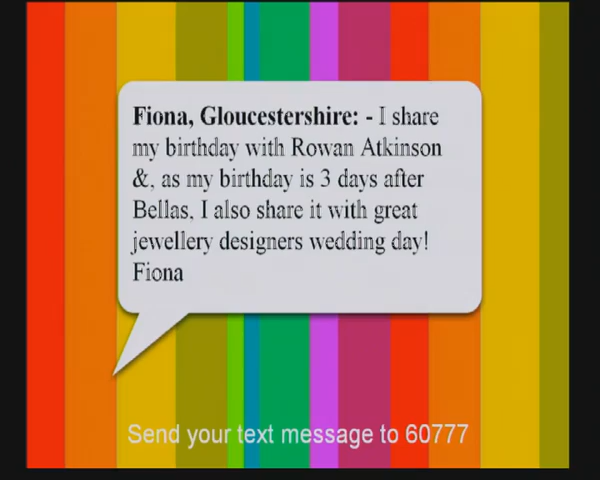 Fiona, Gloucestershire: - I share
my birthday with Rowan Atkinson
&, as my birthday is 3 days after
Bellas, I also share it with great
jewellery designers wedding day!
Fiona
Send your text message to 60777